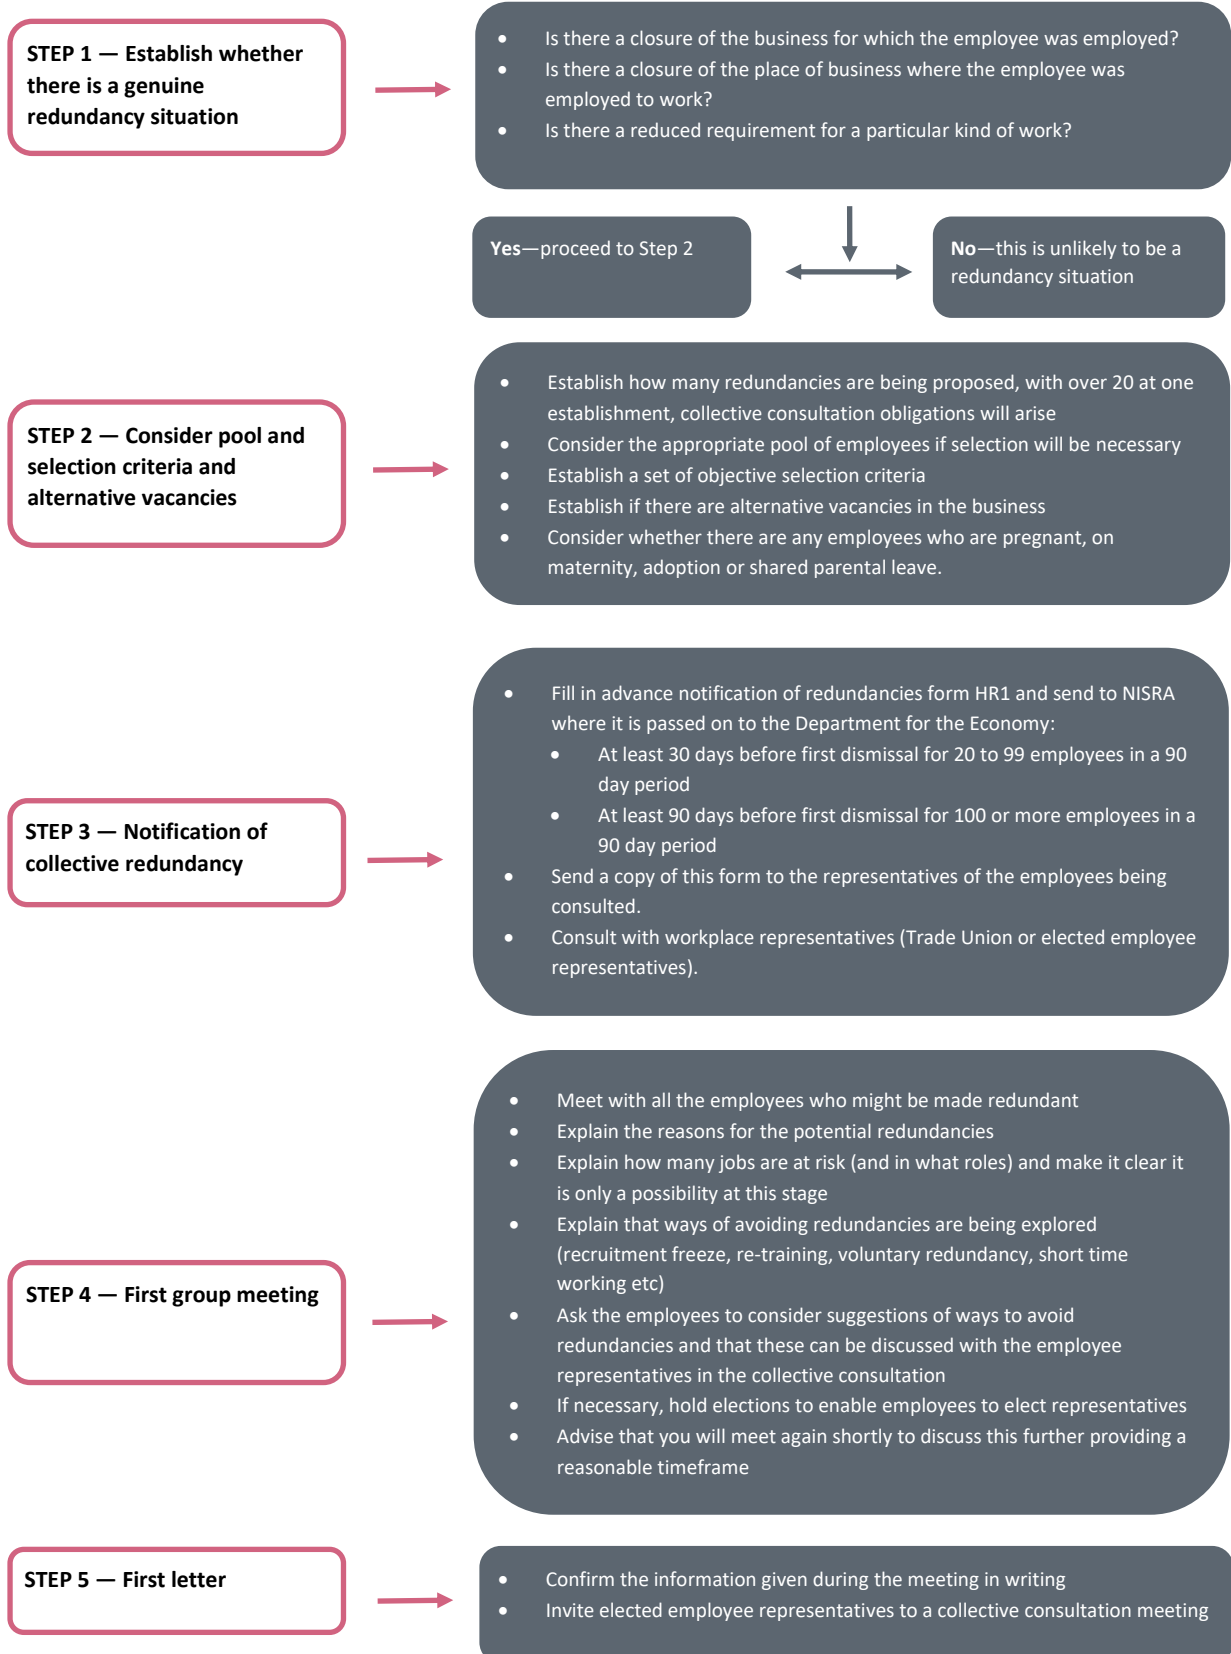 STEP 1 — Establish whether
there is a genuine
redundancy situation
• Is there a closure of the business for which the employee was employed?
• Is there a closure of the place of business where the employee was
employed to work?
• Is there a reduced requirement for a particular kind of work?
Yes—proceed to Step 2
No—this is unlikely to be a
redundancy situation
STEP 2 — Consider pool and
selection criteria and
alternative vacancies
• Establish how many redundancies are being proposed, with over 20 at one
establishment, collective consultation obligations will arise
• Consider the appropriate pool of employees if selection will be necessary
• Establish a set of objective selection criteria
• Establish if there are alternative vacancies in the business
• Consider whether there are any employees who are pregnant, on
maternity, adoption or shared parental leave.
STEP 3 — Notification of
collective redundancy
• Fill in advance notification of redundancies form HR1 and send to NISRA
where it is passed on to the Department for the Economy:
• At least 30 days before first dismissal for 20 to 99 employees in a 90
day period
• At least 90 days before first dismissal for 100 or more employees in a
90 day period
• Send a copy of this form to the representatives of the employees being
consulted.
• Consult with workplace representatives (Trade Union or elected employee
representatives).
STEP 4 — First group meeting
• Meet with all the employees who might be made redundant
• Explain the reasons for the potential redundancies
• Explain how many jobs are at risk (and in what roles) and make it clear it
is only a possibility at this stage
• Explain that ways of avoiding redundancies are being explored
(recruitment freeze, re-training, voluntary redundancy, short time
working etc)
• Ask the employees to consider suggestions of ways to avoid
redundancies and that these can be discussed with the employee
representatives in the collective consultation
• If necessary, hold elections to enable employees to elect representatives
• Advise that you will meet again shortly to discuss this further providing a
reasonable timeframe
STEP 5 — First letter
• Confirm the information given during the meeting in writing
• Invite elected employee representatives to a collective consultation meeting